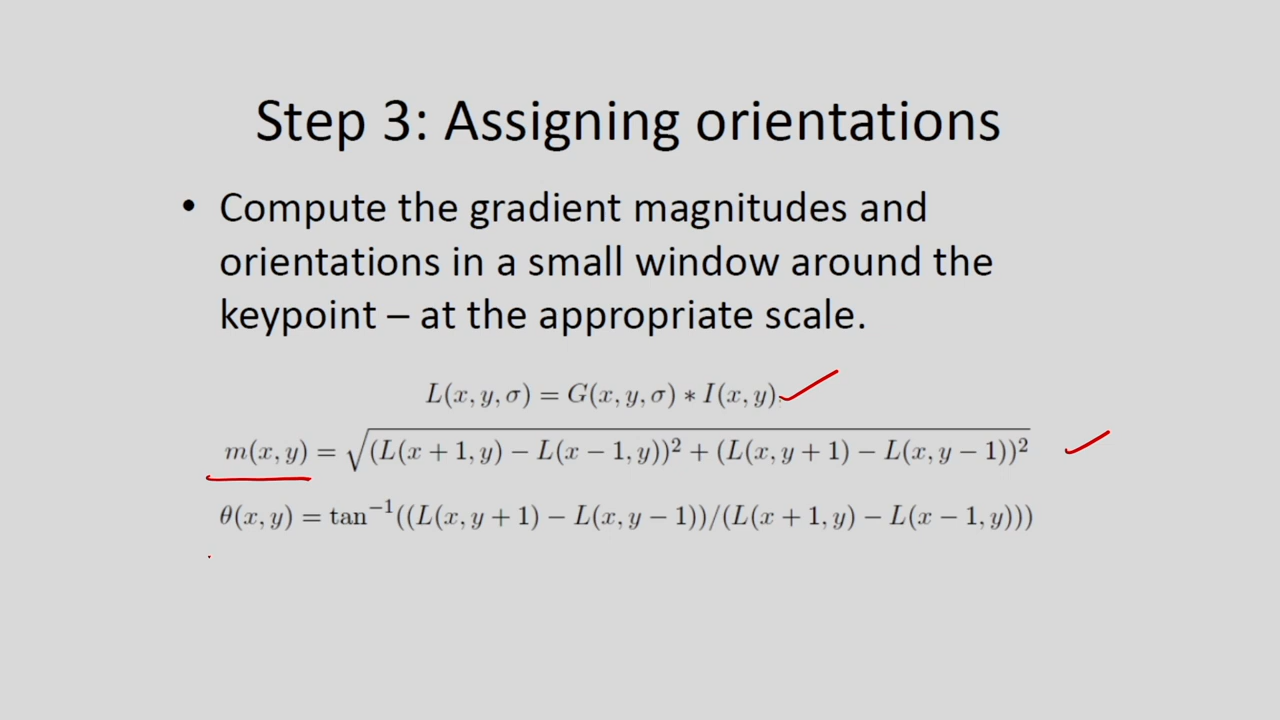 Step 3: Assigning orientations
• Compute the gradient magnitudes and
orientations in a small window around the
keypoint – at the appropriate scale.
L(x, y, σ) = G(x, y, σ) ∗ I(x, y),
m(x, y) = √((L(x + 1, y) − L(x − 1, y))² + (L(x, y + 1) − L(x, y − 1))²)
θ(x, y) = tan⁻¹((L(x, y + 1) − L(x, y − 1))/(L(x + 1, y) − L(x − 1, y)))